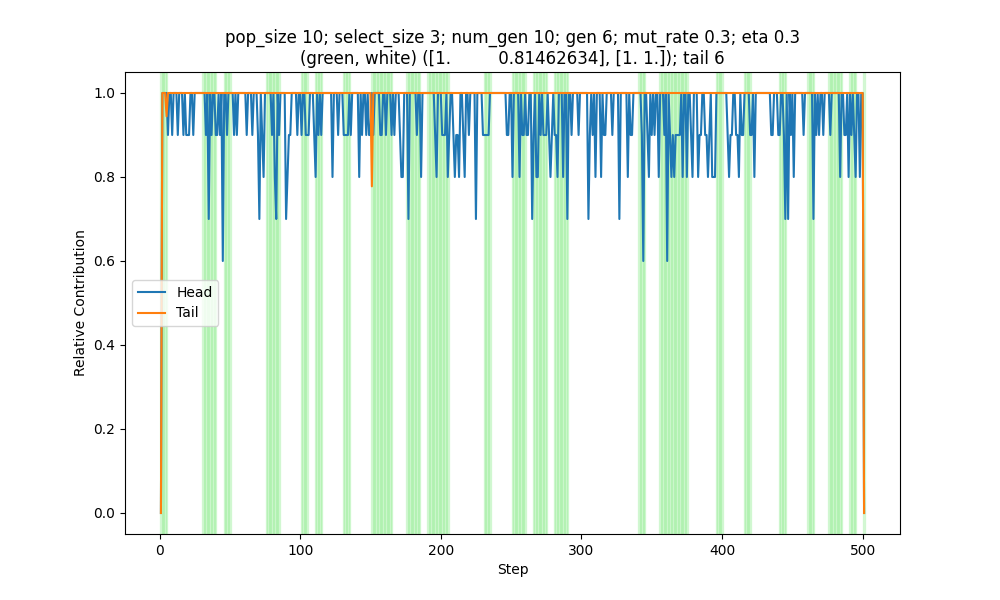 pop_size 10; select_size 3; num_gen 10; gen 6; mut_rate 0.3; eta 0.3
(green, white) ([1. 0.81462634], [1. 1.]); tail 6
1.0
0.8
0.6
0.4
0.2
0.0
Relative Contribution
Head
Tail
0 100 200 300 400 500
Step